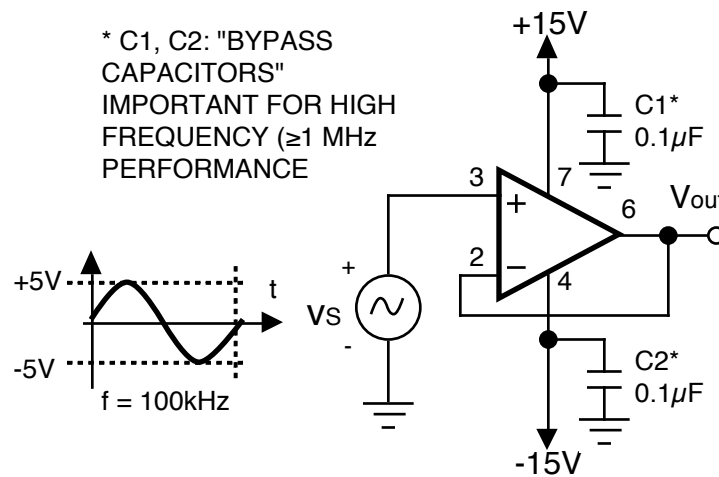 * C1, C2: "BYPASS
CAPACITORS"
IMPORTANT FOR HIGH
FREQUENCY (≥1 MHz
PERFORMANCE
+15V
C1*
0.1µF
3
7
6
Vout
+
2
−
4
+5V
t
-5V
f = 100kHz
+
vS
-
C2*
0.1µF
-15V